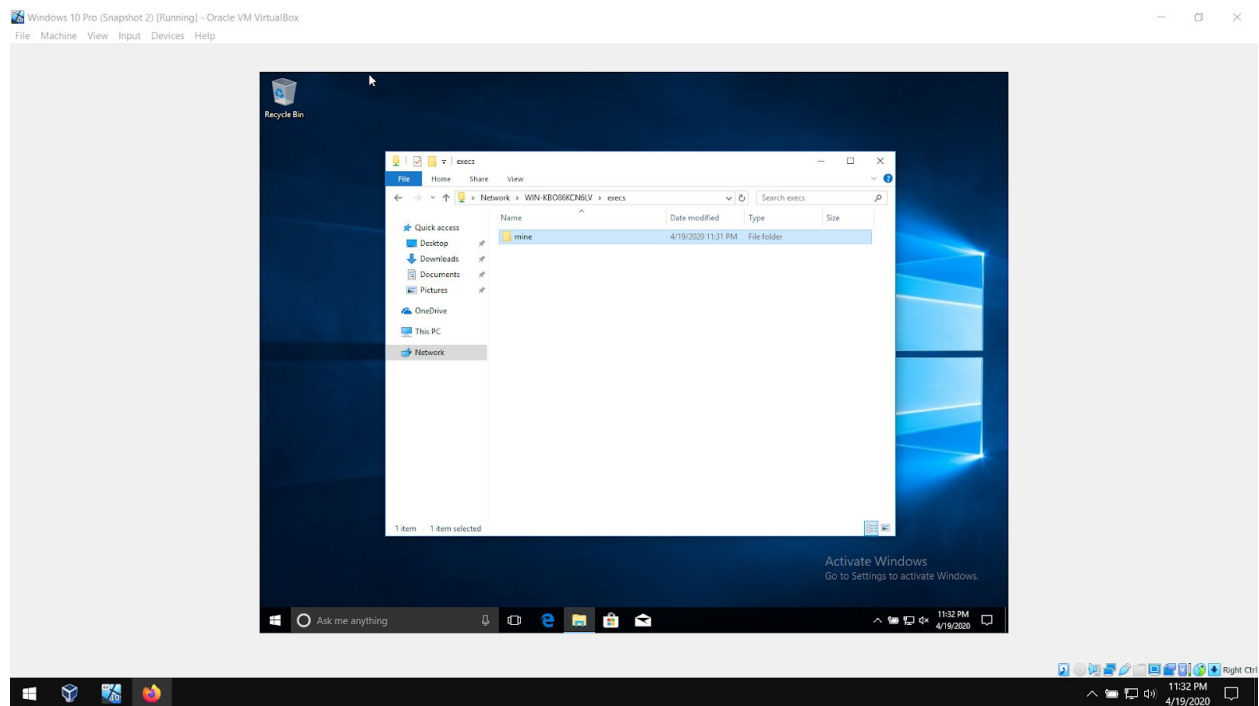 Windows 10 Pro (Snapshot 2) [Running] - Oracle VM VirtualBox
File Machine View Input Devices Help
Recycle Bin
execs
File Home Share View
Network > WIN-KBO86KCN6LV > execs
Search execs
Name Date modified Type Size
mine 4/19/2020 11:31 PM File folder
Quick access
Desktop
Downloads
Documents
Pictures
OneDrive
This PC
Network
1 item 1 item selected
Activate Windows
Go to Settings to activate Windows.
Ask me anything
11:32 PM
4/19/2020
Right Ctrl
11:32 PM
4/19/2020